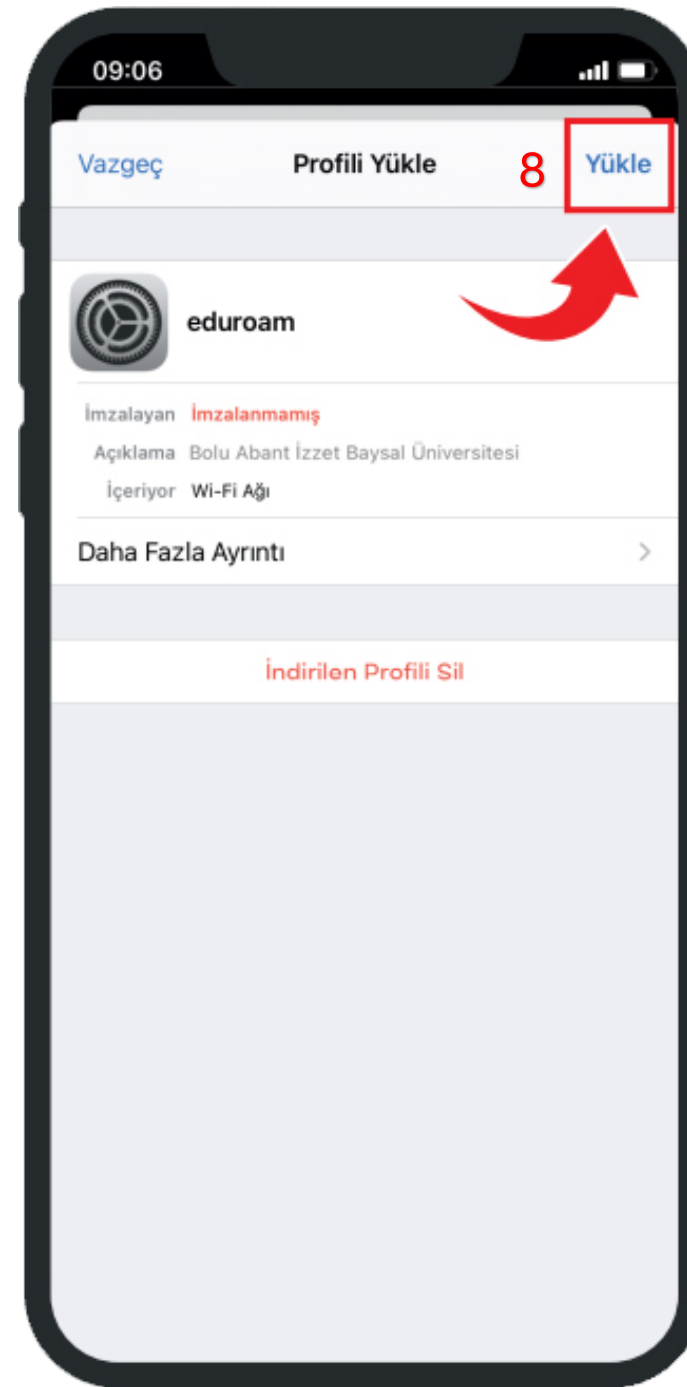 09:06
Vazgeç Profili Yükle 8 Yükle
eduroam
İmzalayan İmzalanmamış
Açıklama Bolu Abant İzzet Baysal Üniversitesi
İçeriyor Wi-Fi Ağı
Daha Fazla Ayrıntı
İndirilen Profili Sil